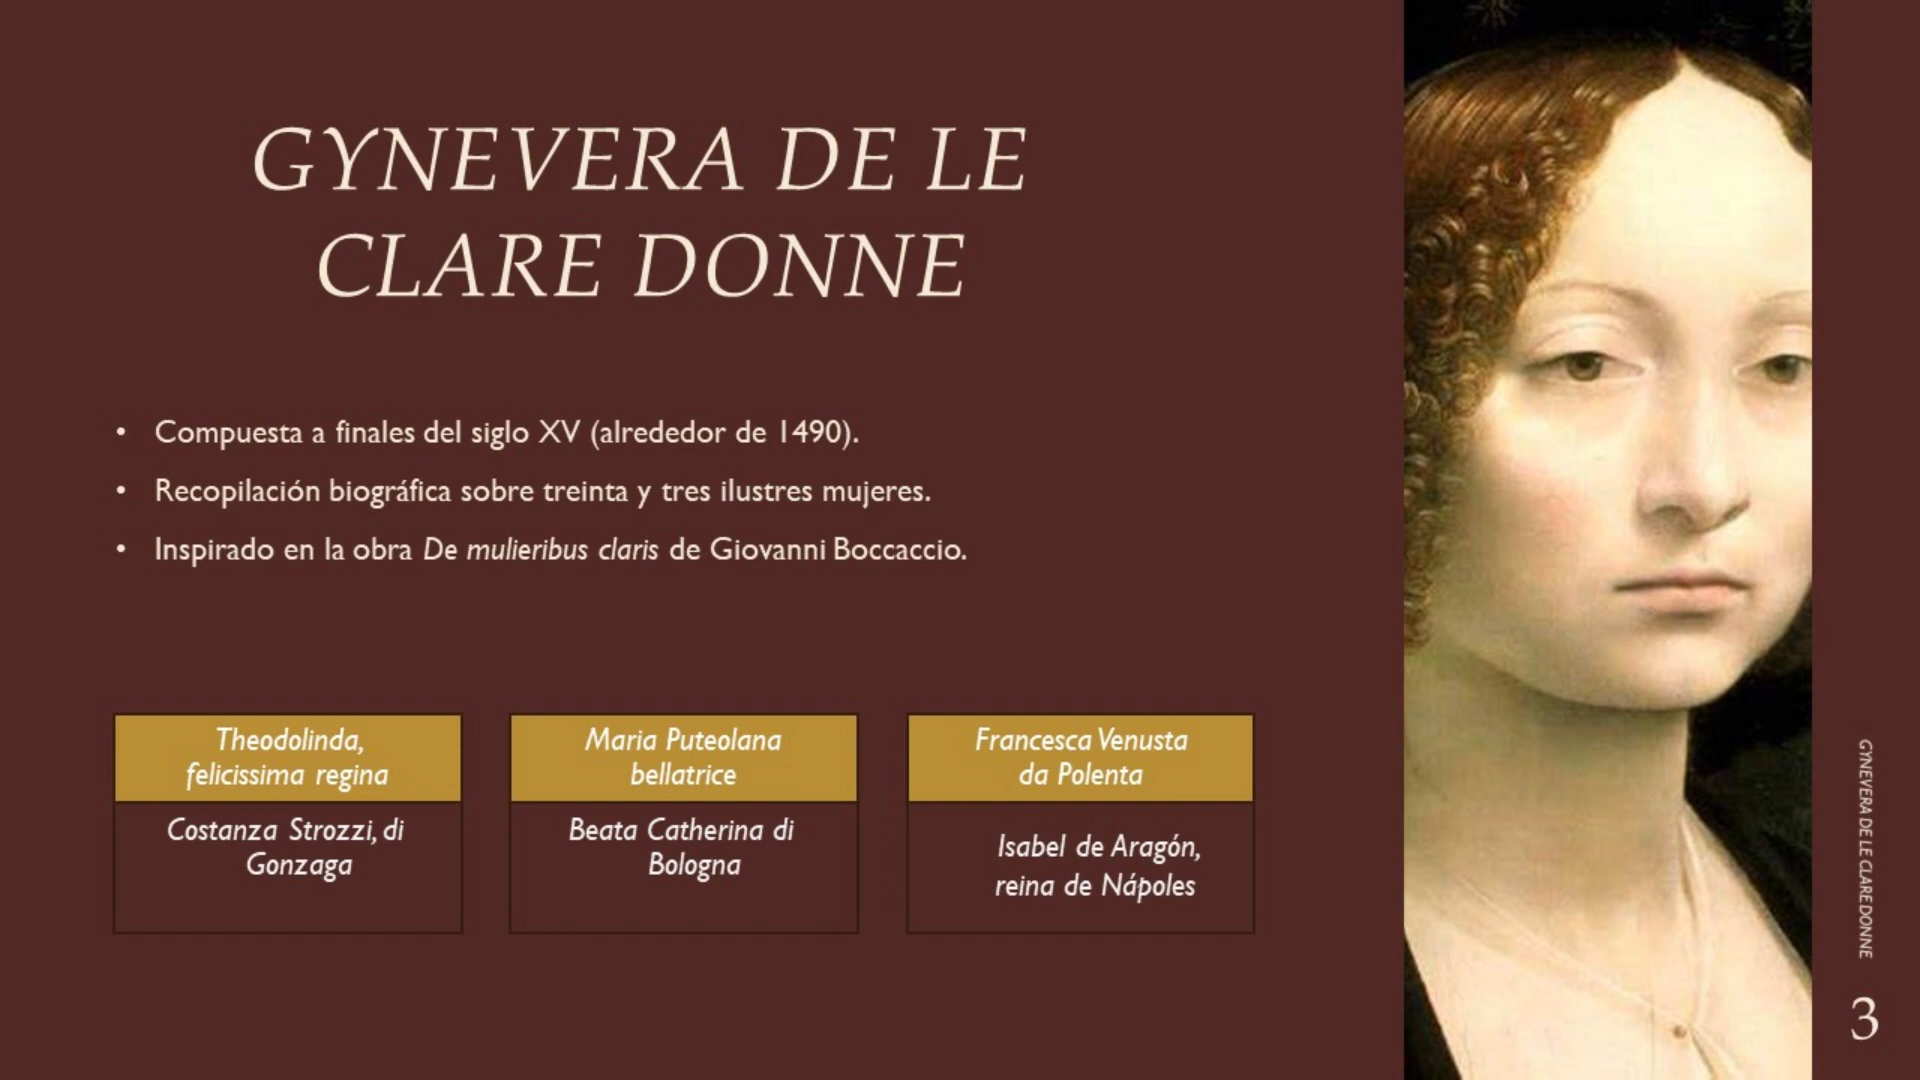 GYNEVERA DE LE
CLARE DONNE
• Compuesta a finales del siglo XV (alrededor de 1490).
• Recopilación biográfica sobre treinta y tres ilustres mujeres.
• Inspirado en la obra De mulieribus claris de Giovanni Boccaccio.
Theodolinda,
felicissima regina
Costanza Strozzi, di
Gonzaga
Maria Puteolana
bellatrice
Beata Catherina di
Bologna
Francesca Venusta
da Polenta
Isabel de Aragón,
reina de Nápoles
GYNEVERA DE LE CLARE DONNE
3